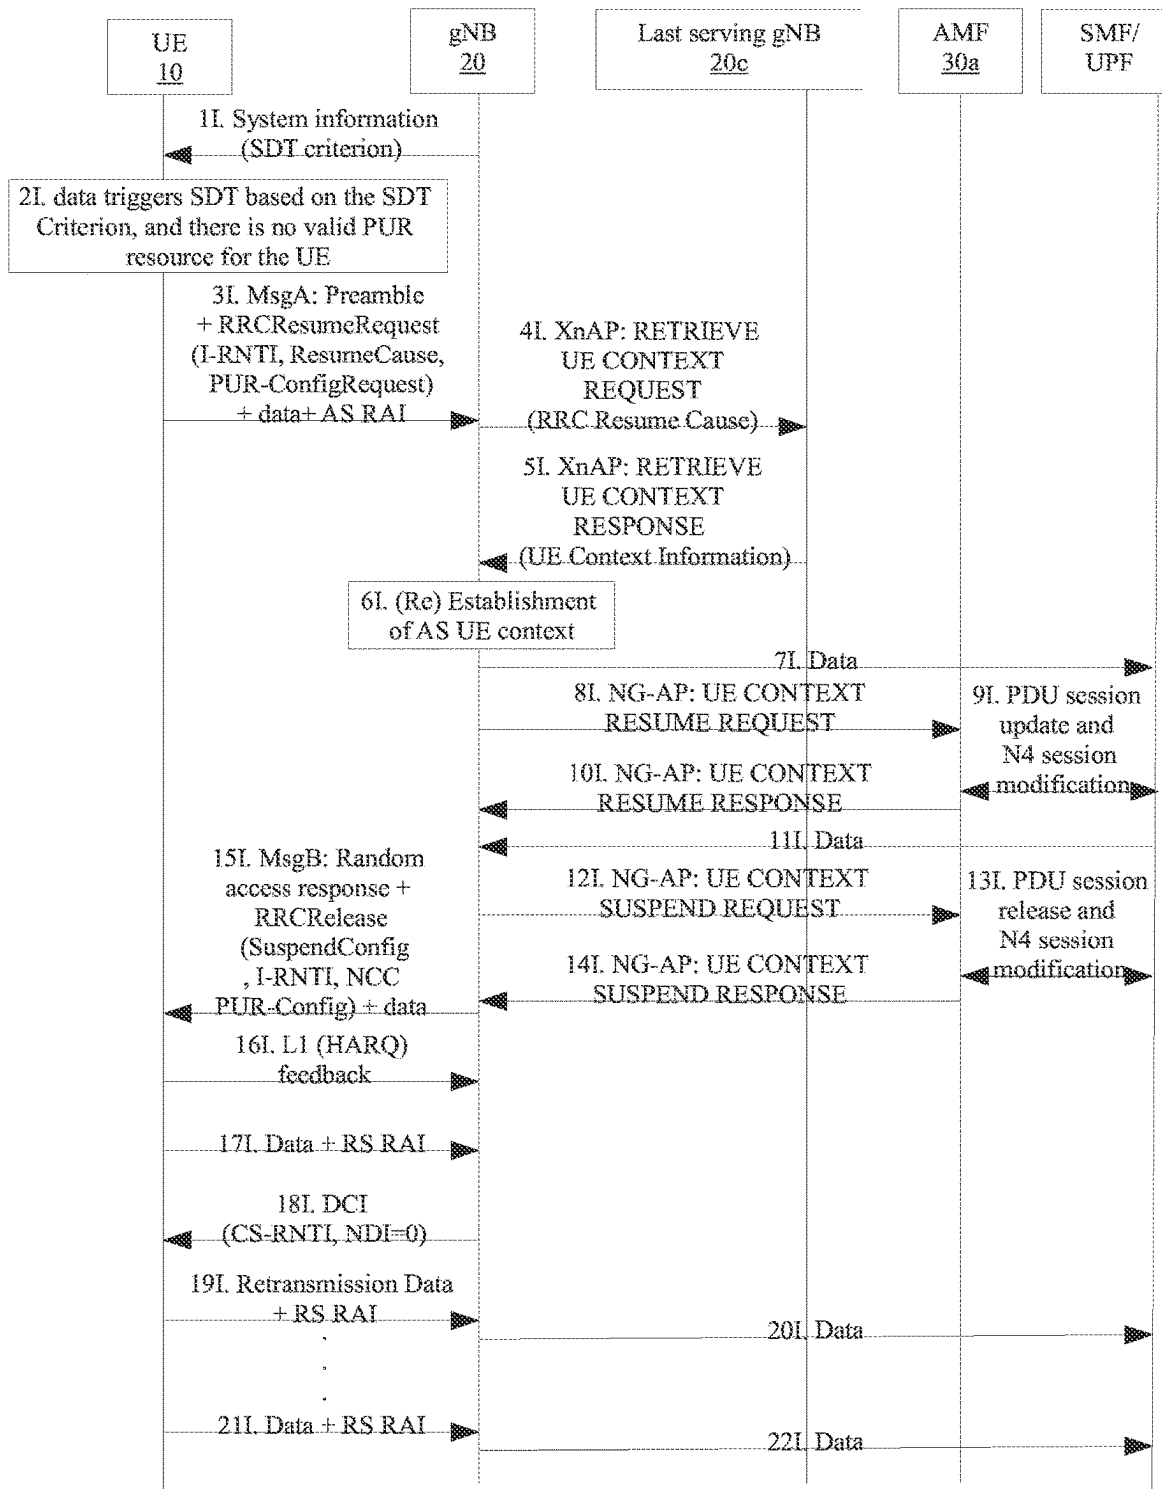 UE
10
gNB
20
Last serving gNB
20c
AMF
30a
SMF/
UPF
1I. System information
(SDT criterion)
2I. data triggers SDT based on the SDT
Criterion, and there is no valid PUR
resource for the UE
3I. MsgA: Preamble
+ RRCResumeRequest
(I-RNTI, ResumeCause,
PUR-ConfigRequest)
+ data+ AS RAI
4I. XnAP: RETRIEVE
UE CONTEXT
REQUEST
(RRC Resume Cause)
5I. XnAP: RETRIEVE
UE CONTEXT
RESPONSE
(UE Context Information)
6I. (Re) Establishment
of AS UE context
7I. Data
8I. NG-AP: UE CONTEXT
RESUME REQUEST
9I. PDU session
update and
N4 session
modification
10I. NG-AP: UE CONTEXT
RESUME RESPONSE
11I. Data
12I. NG-AP: UE CONTEXT
SUSPEND REQUEST
13I. PDU session
release and
N4 session
modification
14I. NG-AP: UE CONTEXT
SUSPEND RESPONSE
15I. MsgB: Random
access response +
RRCRelease
(SuspendConfig
, I-RNTI, NCC
PUR-Config) + data
16I. L1 (HARQ)
feedback
17I. Data + RS RAI
18I. DCI
(CS-RNTI, NDI=0)
19I. Retransmission Data
+ RS RAI
20I. Data
21I. Data + RS RAI
22I. Data